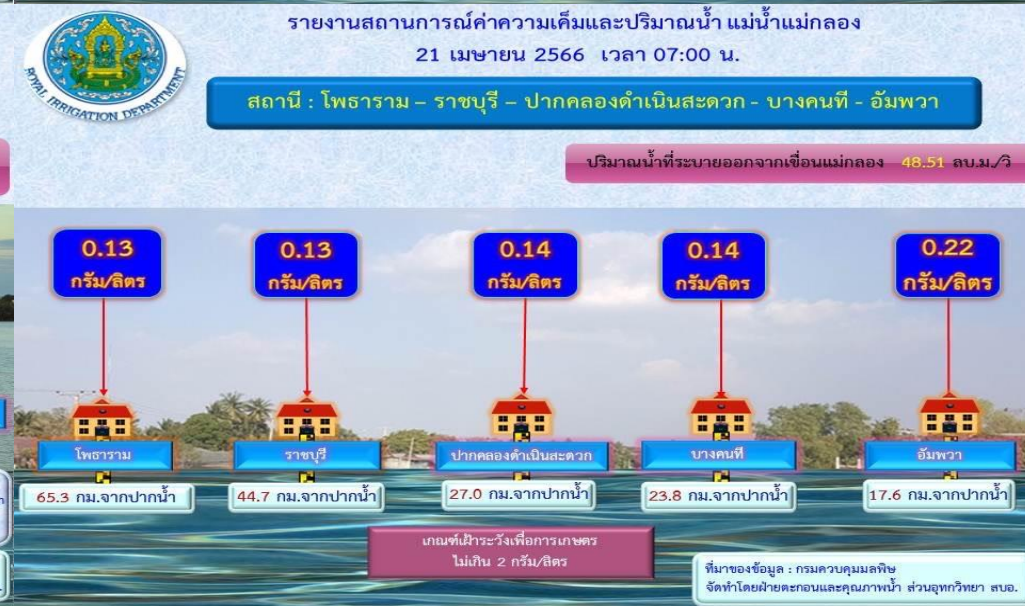 รายงานสถานการณ์ค่าความเค็มและปริมาณน้ำ แม่น้ำแม่กลอง
21 เมษายน 2566 เวลา 07:00 น.
ROYAL IRRIGATION DEPARTMENT
สถานี : โพธาราม – ราชบุรี – ปากคลองดำเนินสะดวก - บางคนที - อัมพวา
ปริมาณน้ำที่ระบายออกจากเขื่อนแม่กลอง 48.51 ลบ.ม./วิ
0.13 กรัม/ลิตร
0.13 กรัม/ลิตร
0.14 กรัม/ลิตร
0.14 กรัม/ลิตร
0.22 กรัม/ลิตร
โพธาราม
ราชบุรี
ปากคลองดำเนินสะดวก
บางคนที
อัมพวา
65.3 กม.จากปากน้ำ
44.7 กม.จากปากน้ำ
27.0 กม.จากปากน้ำ
23.8 กม.จากปากน้ำ
17.6 กม.จากปากน้ำ
เกณฑ์เฝ้าระวังเพื่อการเกษตร
ไม่เกิน 2 กรัม/ลิตร
ที่มาของข้อมูล : กรมควบคุมมลพิษ
จัดทำโดยฝ่ายตะกอนและคุณภาพน้ำ ส่วนอุทกวิทยา สบอ.